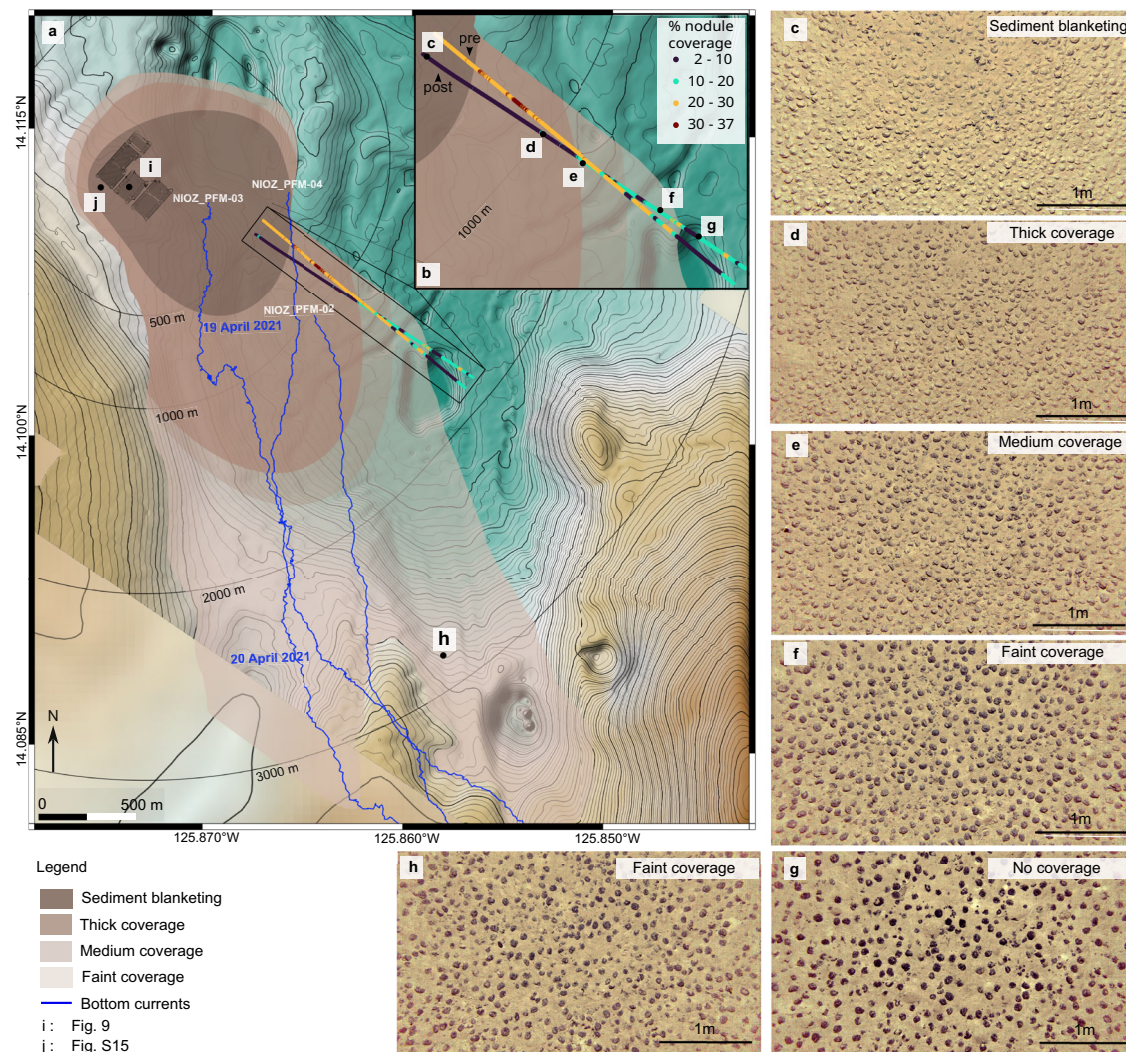 a
14.115°N
14.100°N
14.085°N
i
j
NIOZ_PFM-03
NIOZ_PFM-04
NIOZ_PFM-02
500 m
19 April 2021
1000 m
2000 m
20 April 2021
h
3000 m
N
0 500 m
125.870°W
125.860°W
125.850°W
c
pre
post
d
e
f
g
1000 m
b
% nodule
coverage
2 - 10
10 - 20
20 - 30
30 - 37
c Sediment blanketing
1m
d Thick coverage
1m
e Medium coverage
1m
f Faint coverage
1m
h Faint coverage
1m
g No coverage
1m
Legend
Sediment blanketing
Thick coverage
Medium coverage
Faint coverage
Bottom currents
i : Fig. 9
j : Fig. S15